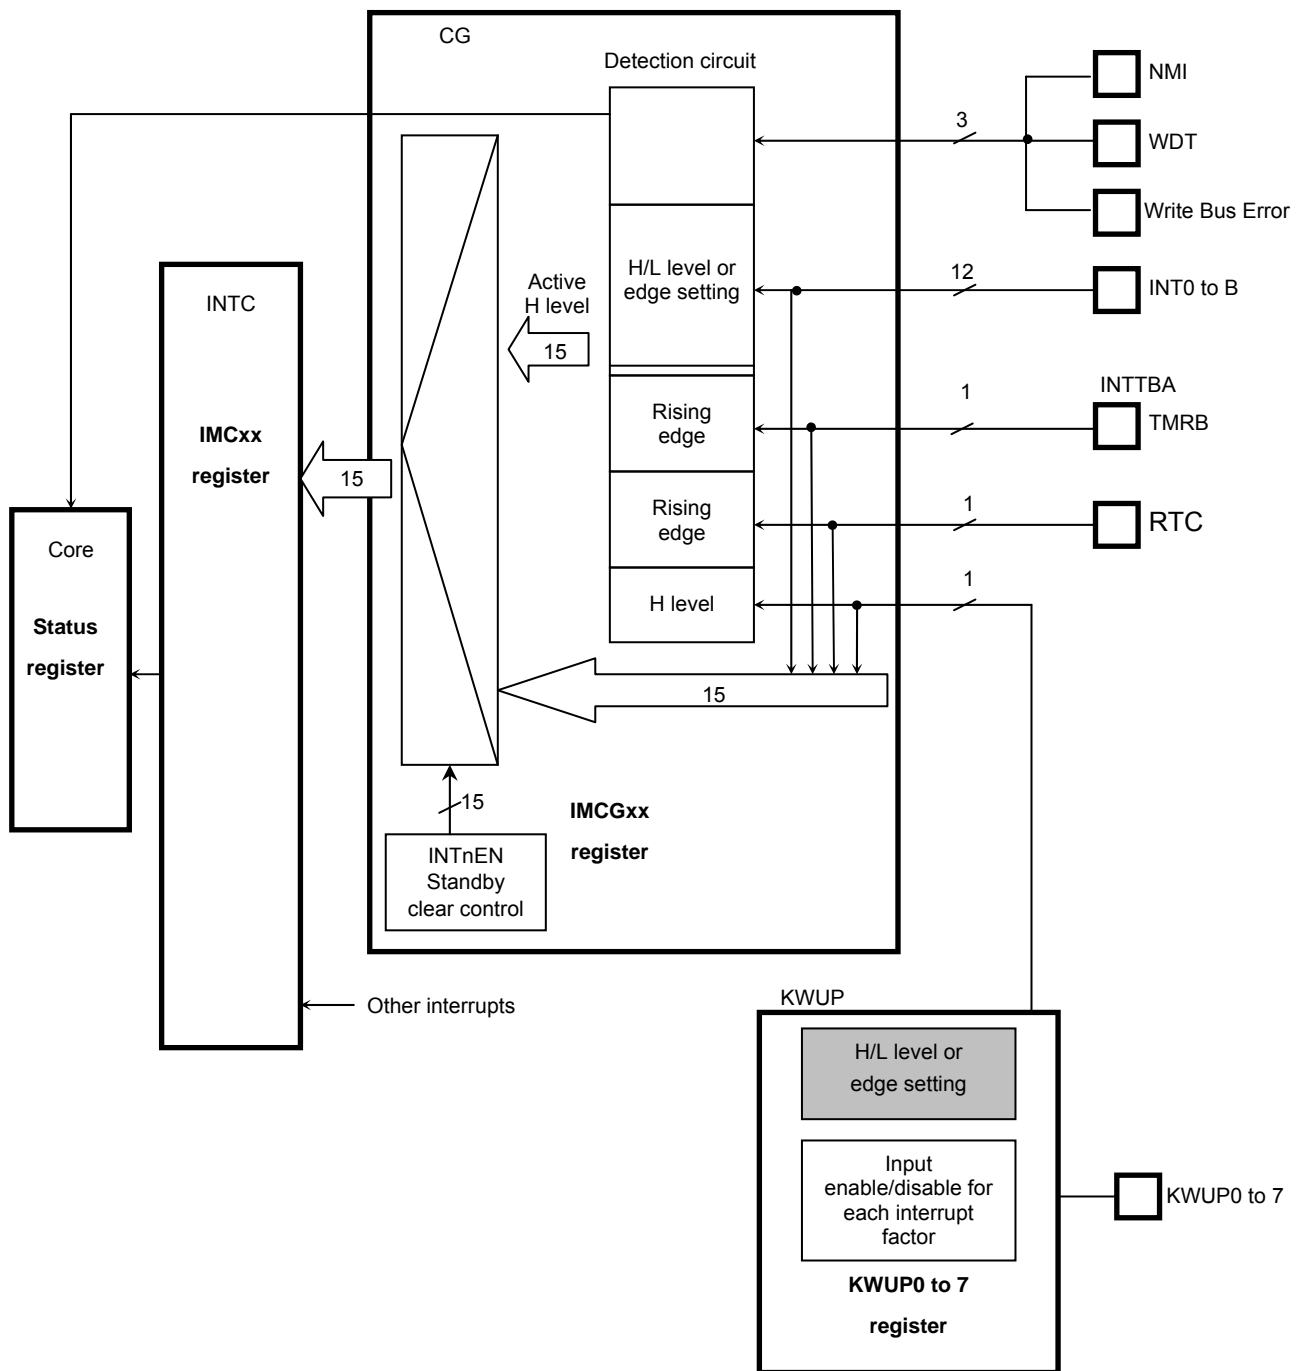 CG
Detection circuit
NMI
3
WDT
Write Bus Error
H/L level or
edge setting
12
INT0 to B
Active
H level
15
INTC
INTTBA
1
TMRB
Rising
edge
IMCxx
register
15
Rising
edge
1
RTC
Core
H level
1
Status
register
15
15
IMCGxx
register
INTnEN
Standby
clear control
Other interrupts
KWUP
H/L level or
edge setting
Input
enable/disable for
each interrupt
factor
KWUP0 to 7
KWUP0 to 7
register